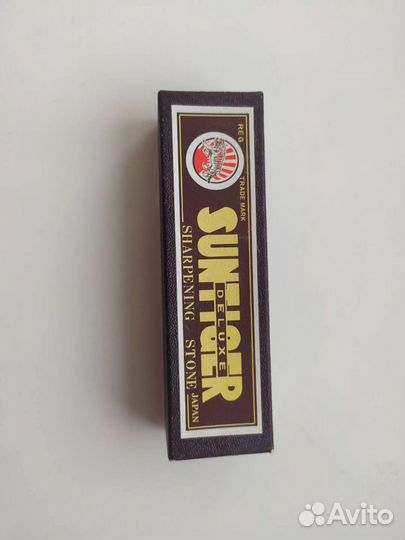 REG TRADE MARK
SUNTIGER
DELUXE
SHARPENING STONE JAPAN
Avito